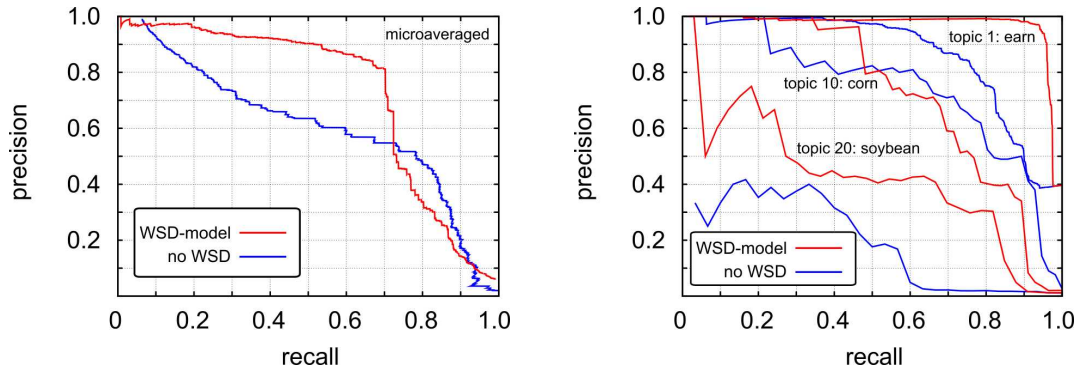 precision
1.0
0.8
0.6
0.4
0.2
microaveraged
WSD-model
no WSD
0 0.2 0.4 0.6 0.8 1.0
recall
precision
1.0
0.8
0.6
0.4
0.2
topic 1: earn
topic 10: corn
topic 20: soybean
WSD-model
no WSD
0 0.2 0.4 0.6 0.8 1.0
recall